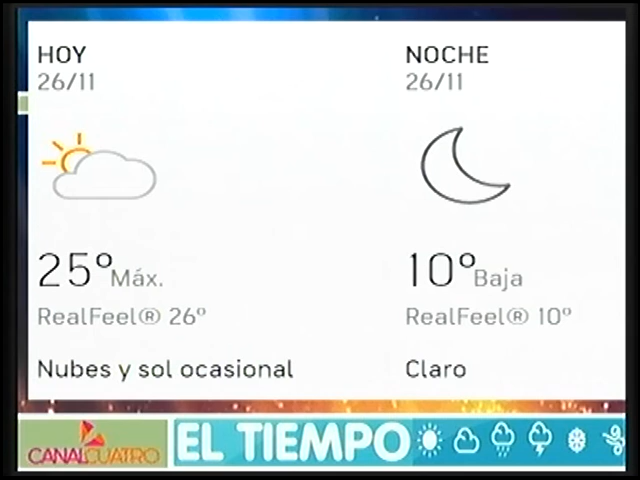 HOY
26/11
25° Máx.
RealFeel® 26°
Nubes y sol ocasional
NOCHE
26/11
10° Baja
RealFeel® 10°
Claro
CANALCUATRO
EL TIEMPO